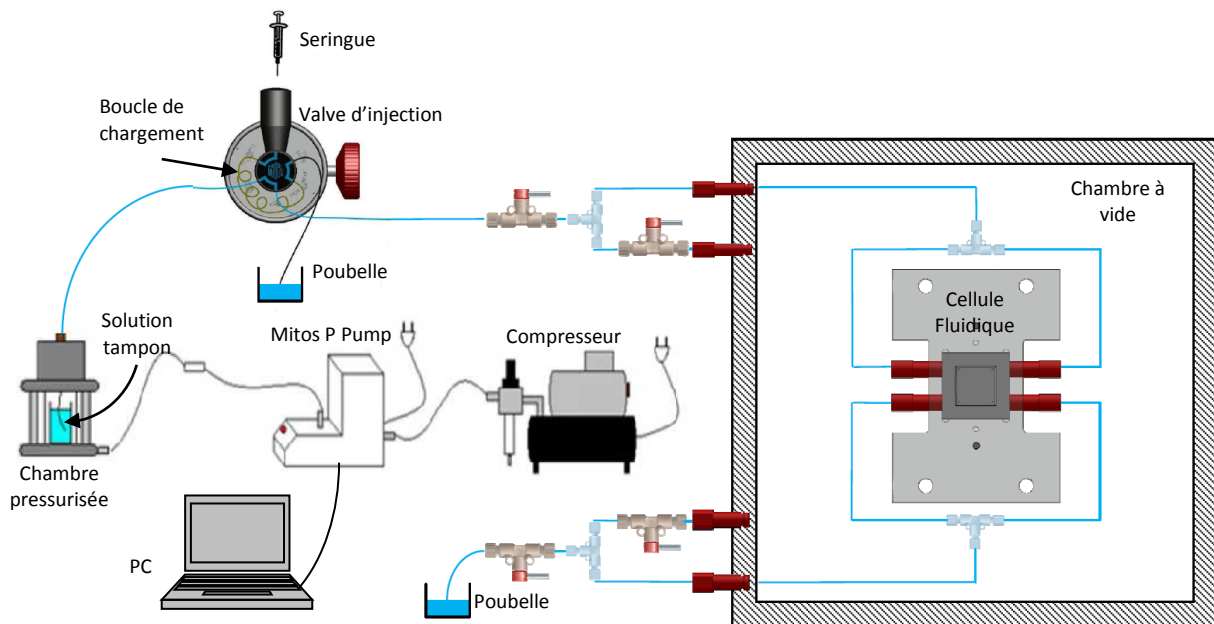 Seringue
Boucle de
chargement
Valve d’injection
Chambre à
vide
Poubelle
Cellule
Fluidique
Solution
tampon
Mitos P Pump
Compresseur
Chambre
pressurisée
PC
Poubelle